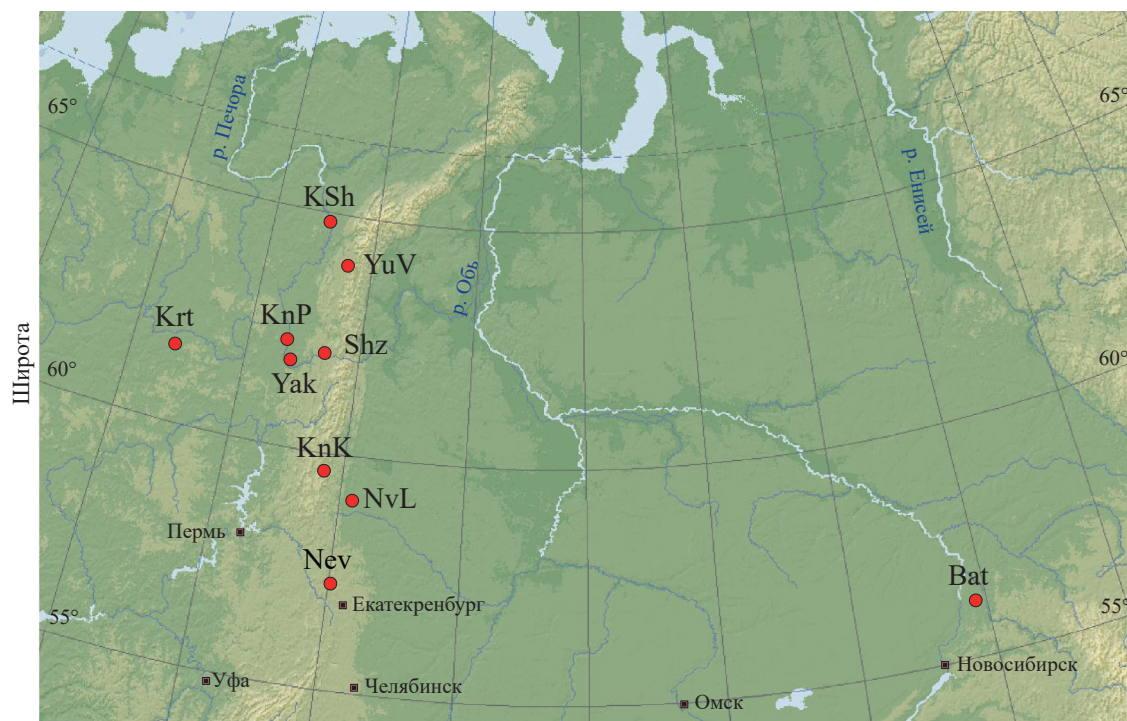 65°
65°
р. Печора
р. Енисей
KSh
YuV
р. Обь
Krt
KnP
Shz
Yak
60°
60°
Широта
KnK
NvL
Пермь
Nev
Bat
Екатекренбург
55°
55°
Новосибирск
Уфа
Челябинск
Омск